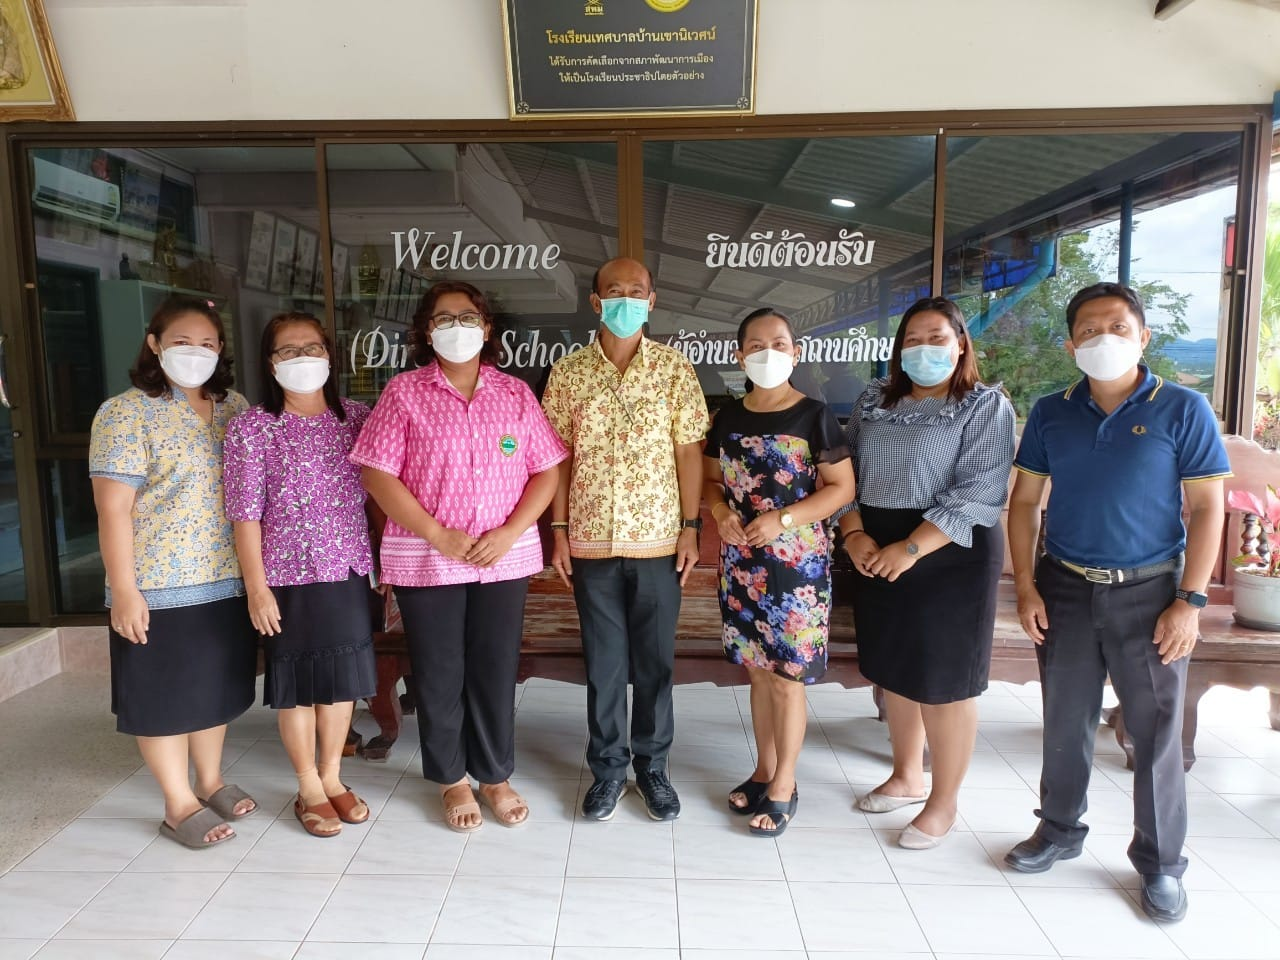 สพม
โรงเรียนเทศบาลบ้านเขานิเวศน์
ได้รับการคัดเลือกจากสภาพัฒนาการเมือง
ให้เป็นโรงเรียนประชาธิปไตยตัวอย่าง
Welcome
ยินดีต้อนรับ